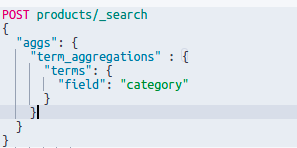 POST products/_search
{
  "aggs": {
    "term_aggregations" : {
      "terms": {
        "field": "category"
      }
    }
  }
}